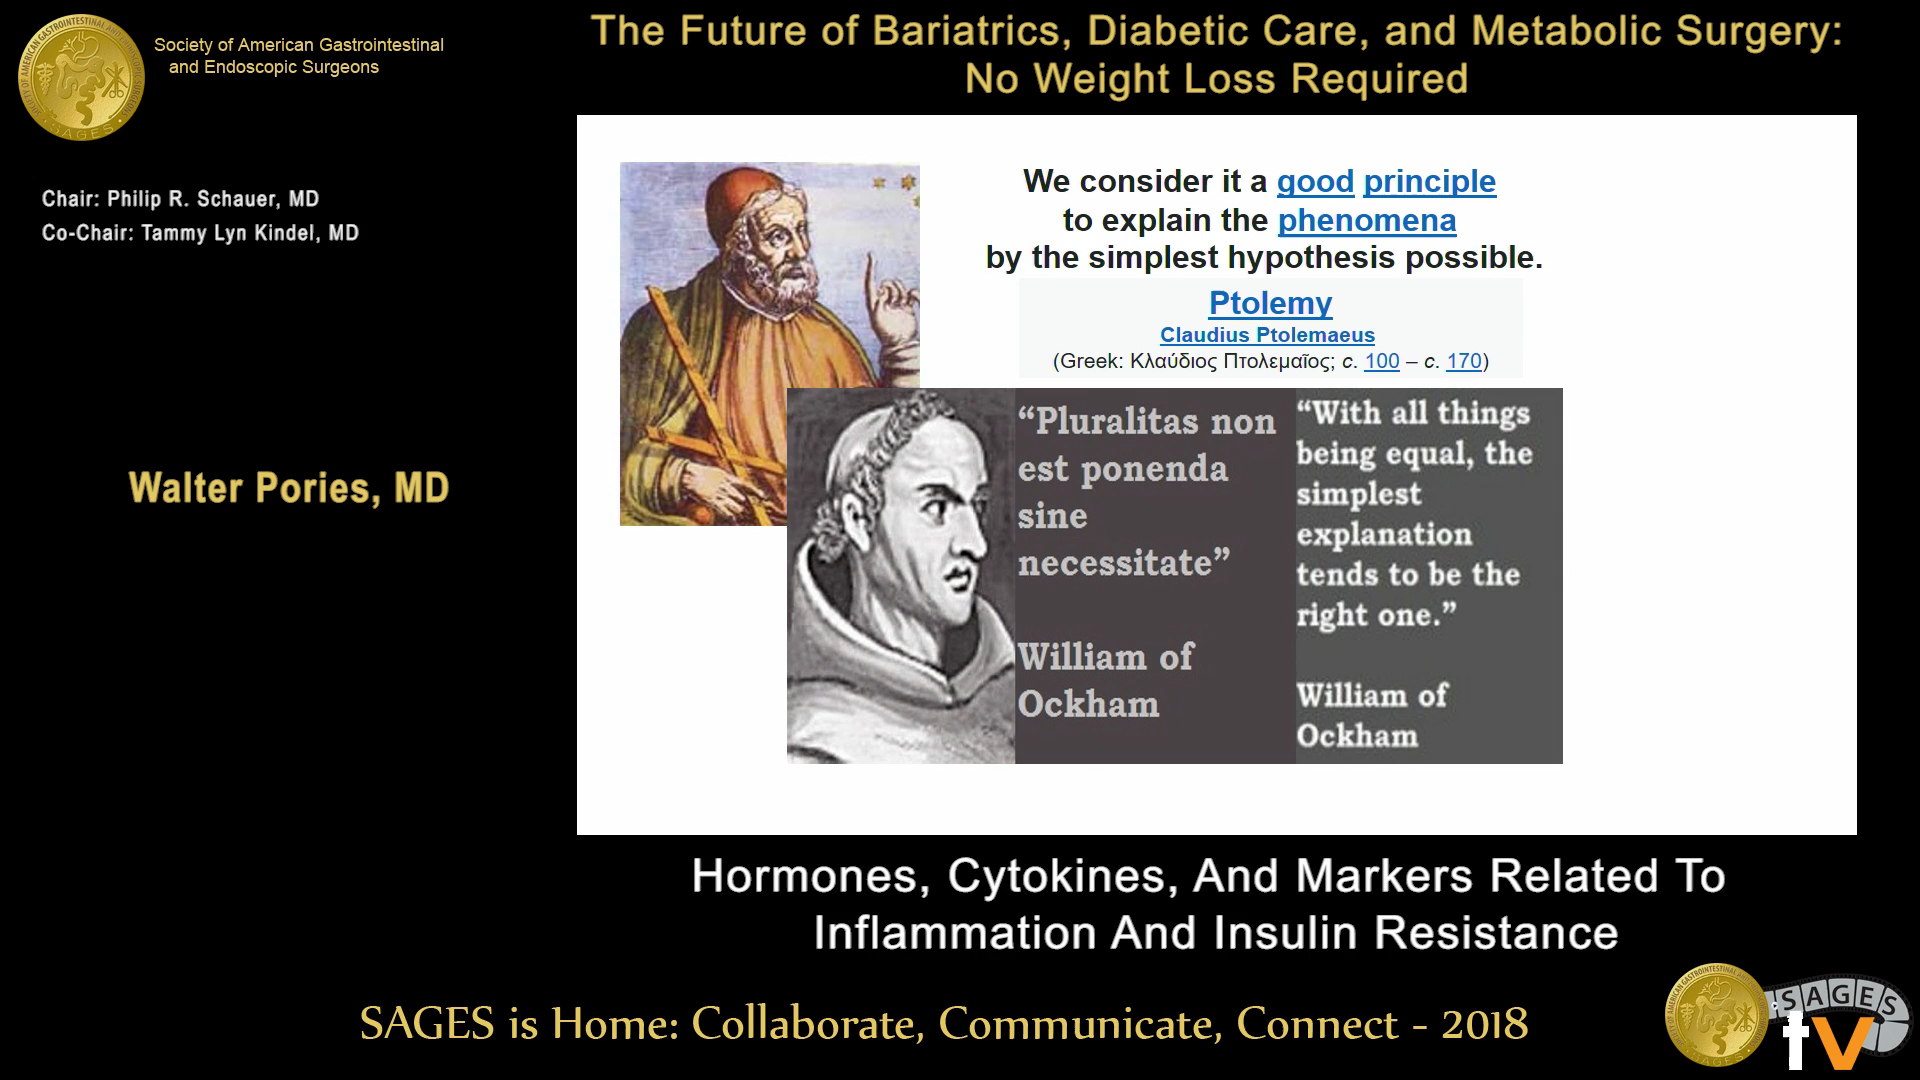 Society of American Gastrointestinal
and Endoscopic Surgeons
The Future of Bariatrics, Diabetic Care, and Metabolic Surgery:
No Weight Loss Required
Chair: Philip R. Schauer, MD
Co-Chair: Tammy Lyn Kindel, MD
Walter Pories, MD
We consider it a good principle
to explain the phenomena
by the simplest hypothesis possible.
Ptolemy
Claudius Ptolemaeus
(Greek: Κλαύδιος Πτολεμαῖος; c. 100 – c. 170)
“Pluralitas non
est ponenda
sine
necessitate”
William of
Ockham
“With all things
being equal, the
simplest
explanation
tends to be the
right one.”
William of
Ockham
Hormones, Cytokines, And Markers Related To
Inflammation And Insulin Resistance
SAGES is Home: Collaborate, Communicate, Connect - 2018
SAGES
tv
SAGES